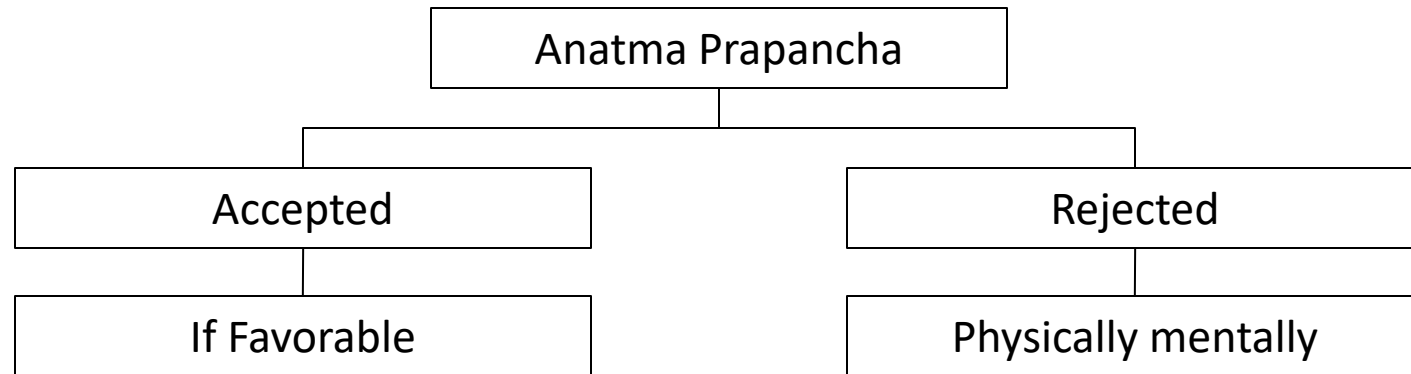 Anatma Prapancha
Accepted
Rejected
If Favorable
Physically mentally